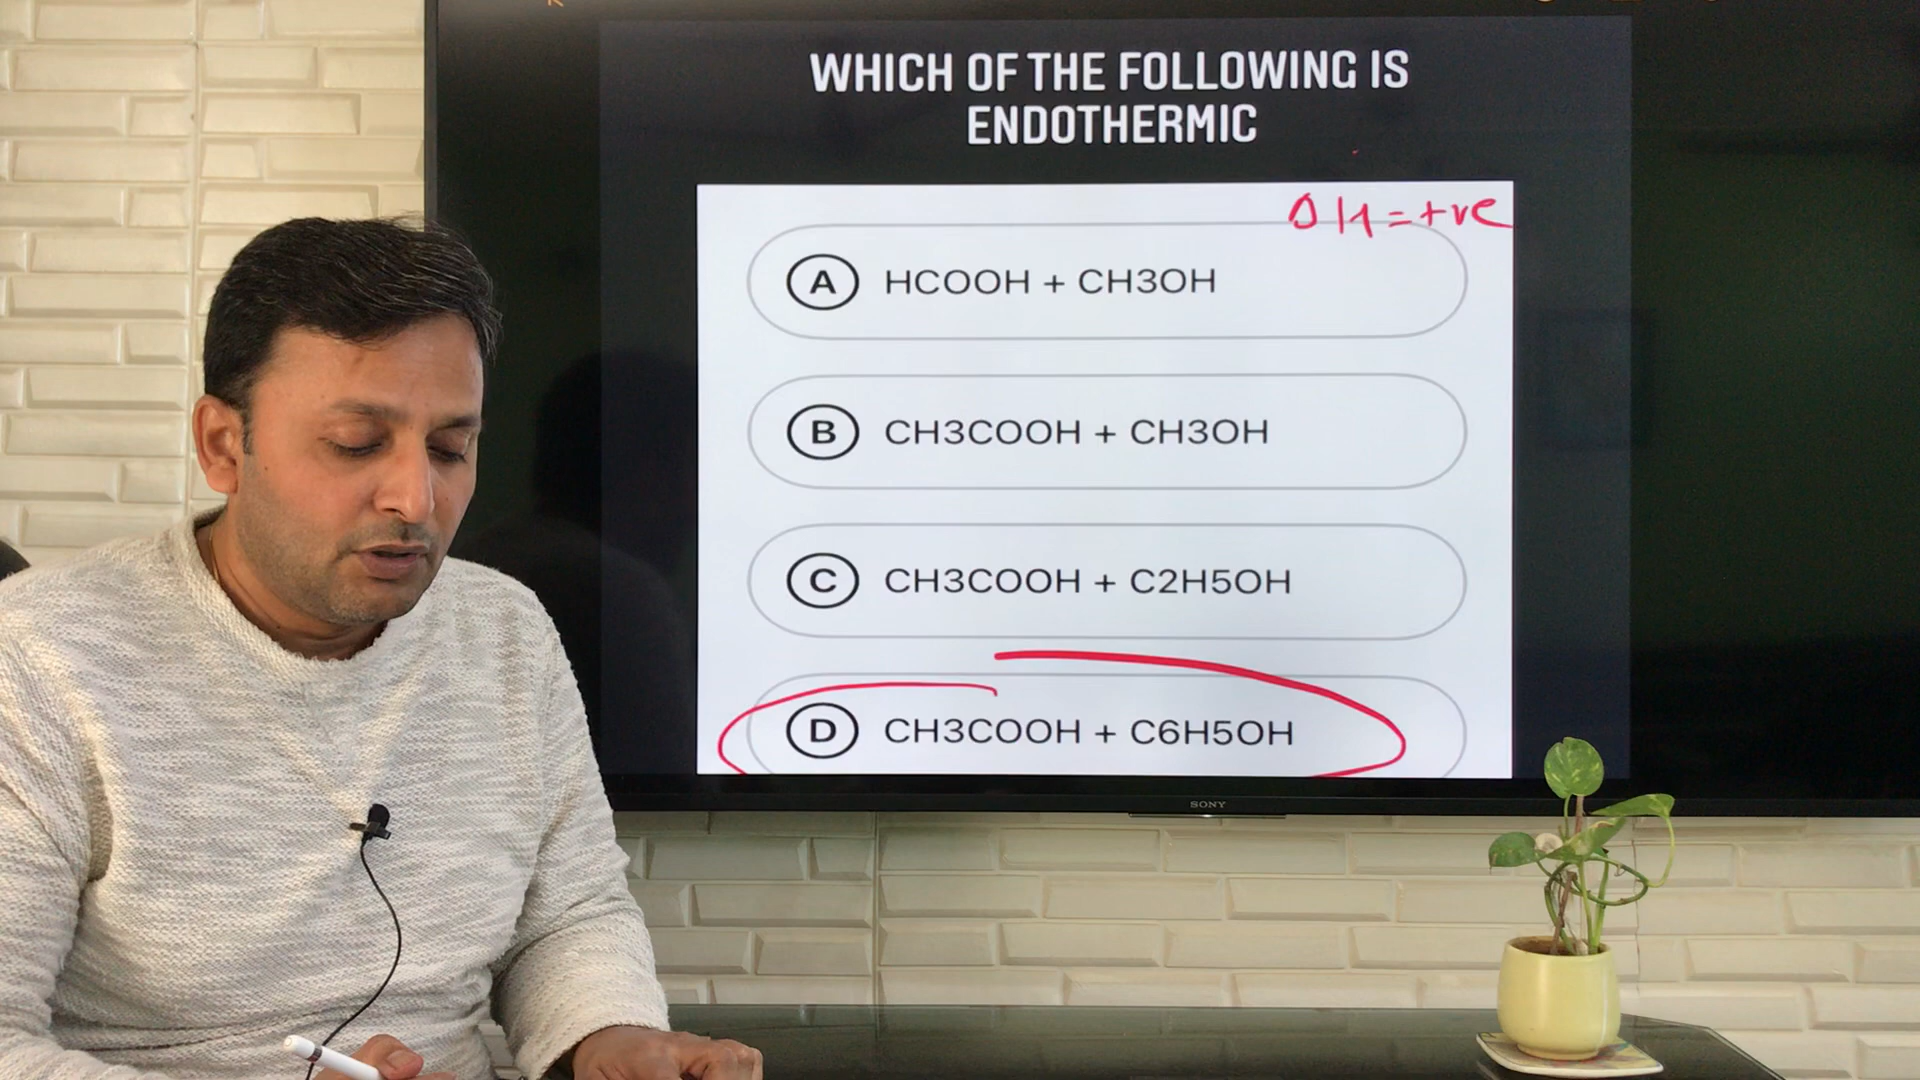 WHICH OF THE FOLLOWING IS
ENDOTHERMIC
ΔH=+ve
A HCOOH + CH3OH
B CH3COOH + CH3OH
C CH3COOH + C2H5OH
D CH3COOH + C6H5OH
SONY